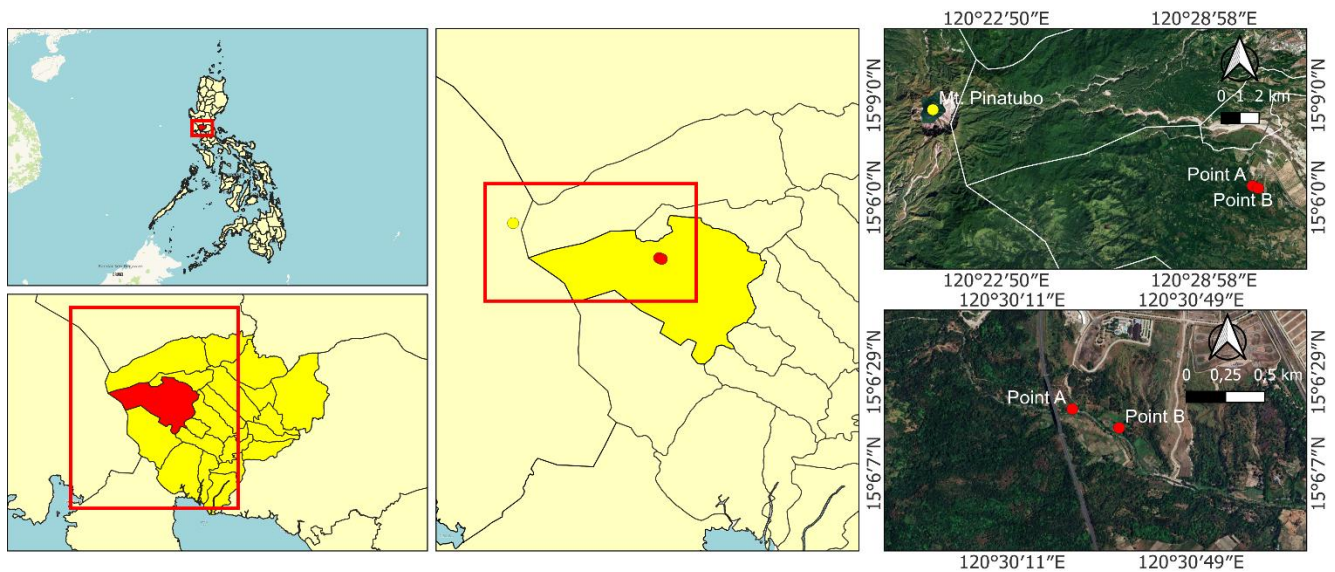 120°22′50″E 120°28′58″E
Mt. Pinatubo
0 1 2 km
Point A
Point B
15°9′0″N
15°6′0″N
15°9′0″N
15°6′0″N
120°22′50″E 120°28′58″E
120°30′11″E 120°30′49″E
0 0,25 0,5 km
Point A
Point B
15°6′29″N
15°6′7″N
15°6′29″N
15°6′7″N
120°30′11″E 120°30′49″E